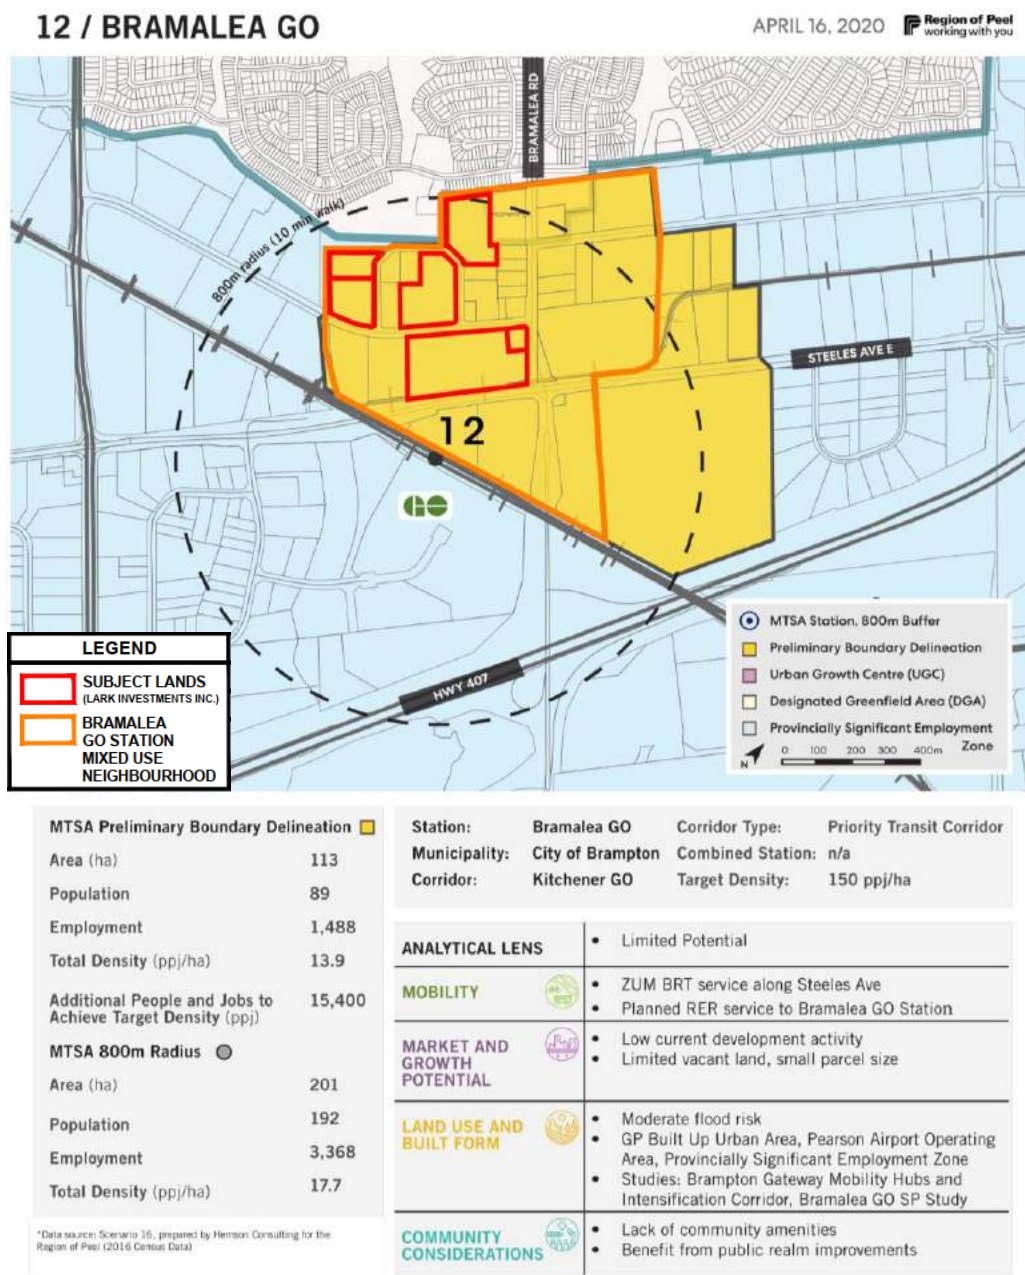 12 / BRAMALEA GO
APRIL 16, 2020
Region of Peel
working with you
BRAMALEA RD
800m radius (10 min walk)
STEELES AVE E
12
GO
HWY 407
LEGEND
SUBJECT LANDS
(LARK INVESTMENTS INC.)
BRAMALEA
GO STATION
MIXED USE
NEIGHBOURHOOD
MTSA Station, 800m Buffer
Preliminary Boundary Delineation
Urban Growth Centre (UGC)
Designated Greenfield Area (DGA)
Provincially Significant Employment
Zone
N
0 100 200 300 400m
MTSA Preliminary Boundary Delineation
Area (ha) 113
Population 89
Employment 1,488
Total Density (ppj/ha) 13.9
Additional People and Jobs to
Achieve Target Density (ppj) 15,400
MTSA 800m Radius
Area (ha) 201
Population 192
Employment 3,368
Total Density (ppj/ha) 17.7
*Data source: Scenario 16, prepared by Hemson Consulting for the
Region of Peel (2016 Census Data)
Station: Bramalea GO Corridor Type: Priority Transit Corridor
Municipality: City of Brampton Combined Station: n/a
Corridor: Kitchener GO Target Density: 150 ppj/ha
ANALYTICAL LENS
• Limited Potential
MOBILITY
• ZUM BRT service along Steeles Ave
• Planned RER service to Bramalea GO Station
MARKET AND
GROWTH
POTENTIAL
• Low current development activity
• Limited vacant land, small parcel size
LAND USE AND
BUILT FORM
• Moderate flood risk
• GP Built Up Urban Area, Pearson Airport Operating
Area, Provincially Significant Employment Zone
• Studies: Brampton Gateway Mobility Hubs and
Intensification Corridor, Bramalea GO SP Study
COMMUNITY
CONSIDERATIONS
• Lack of community amenities
• Benefit from public realm improvements